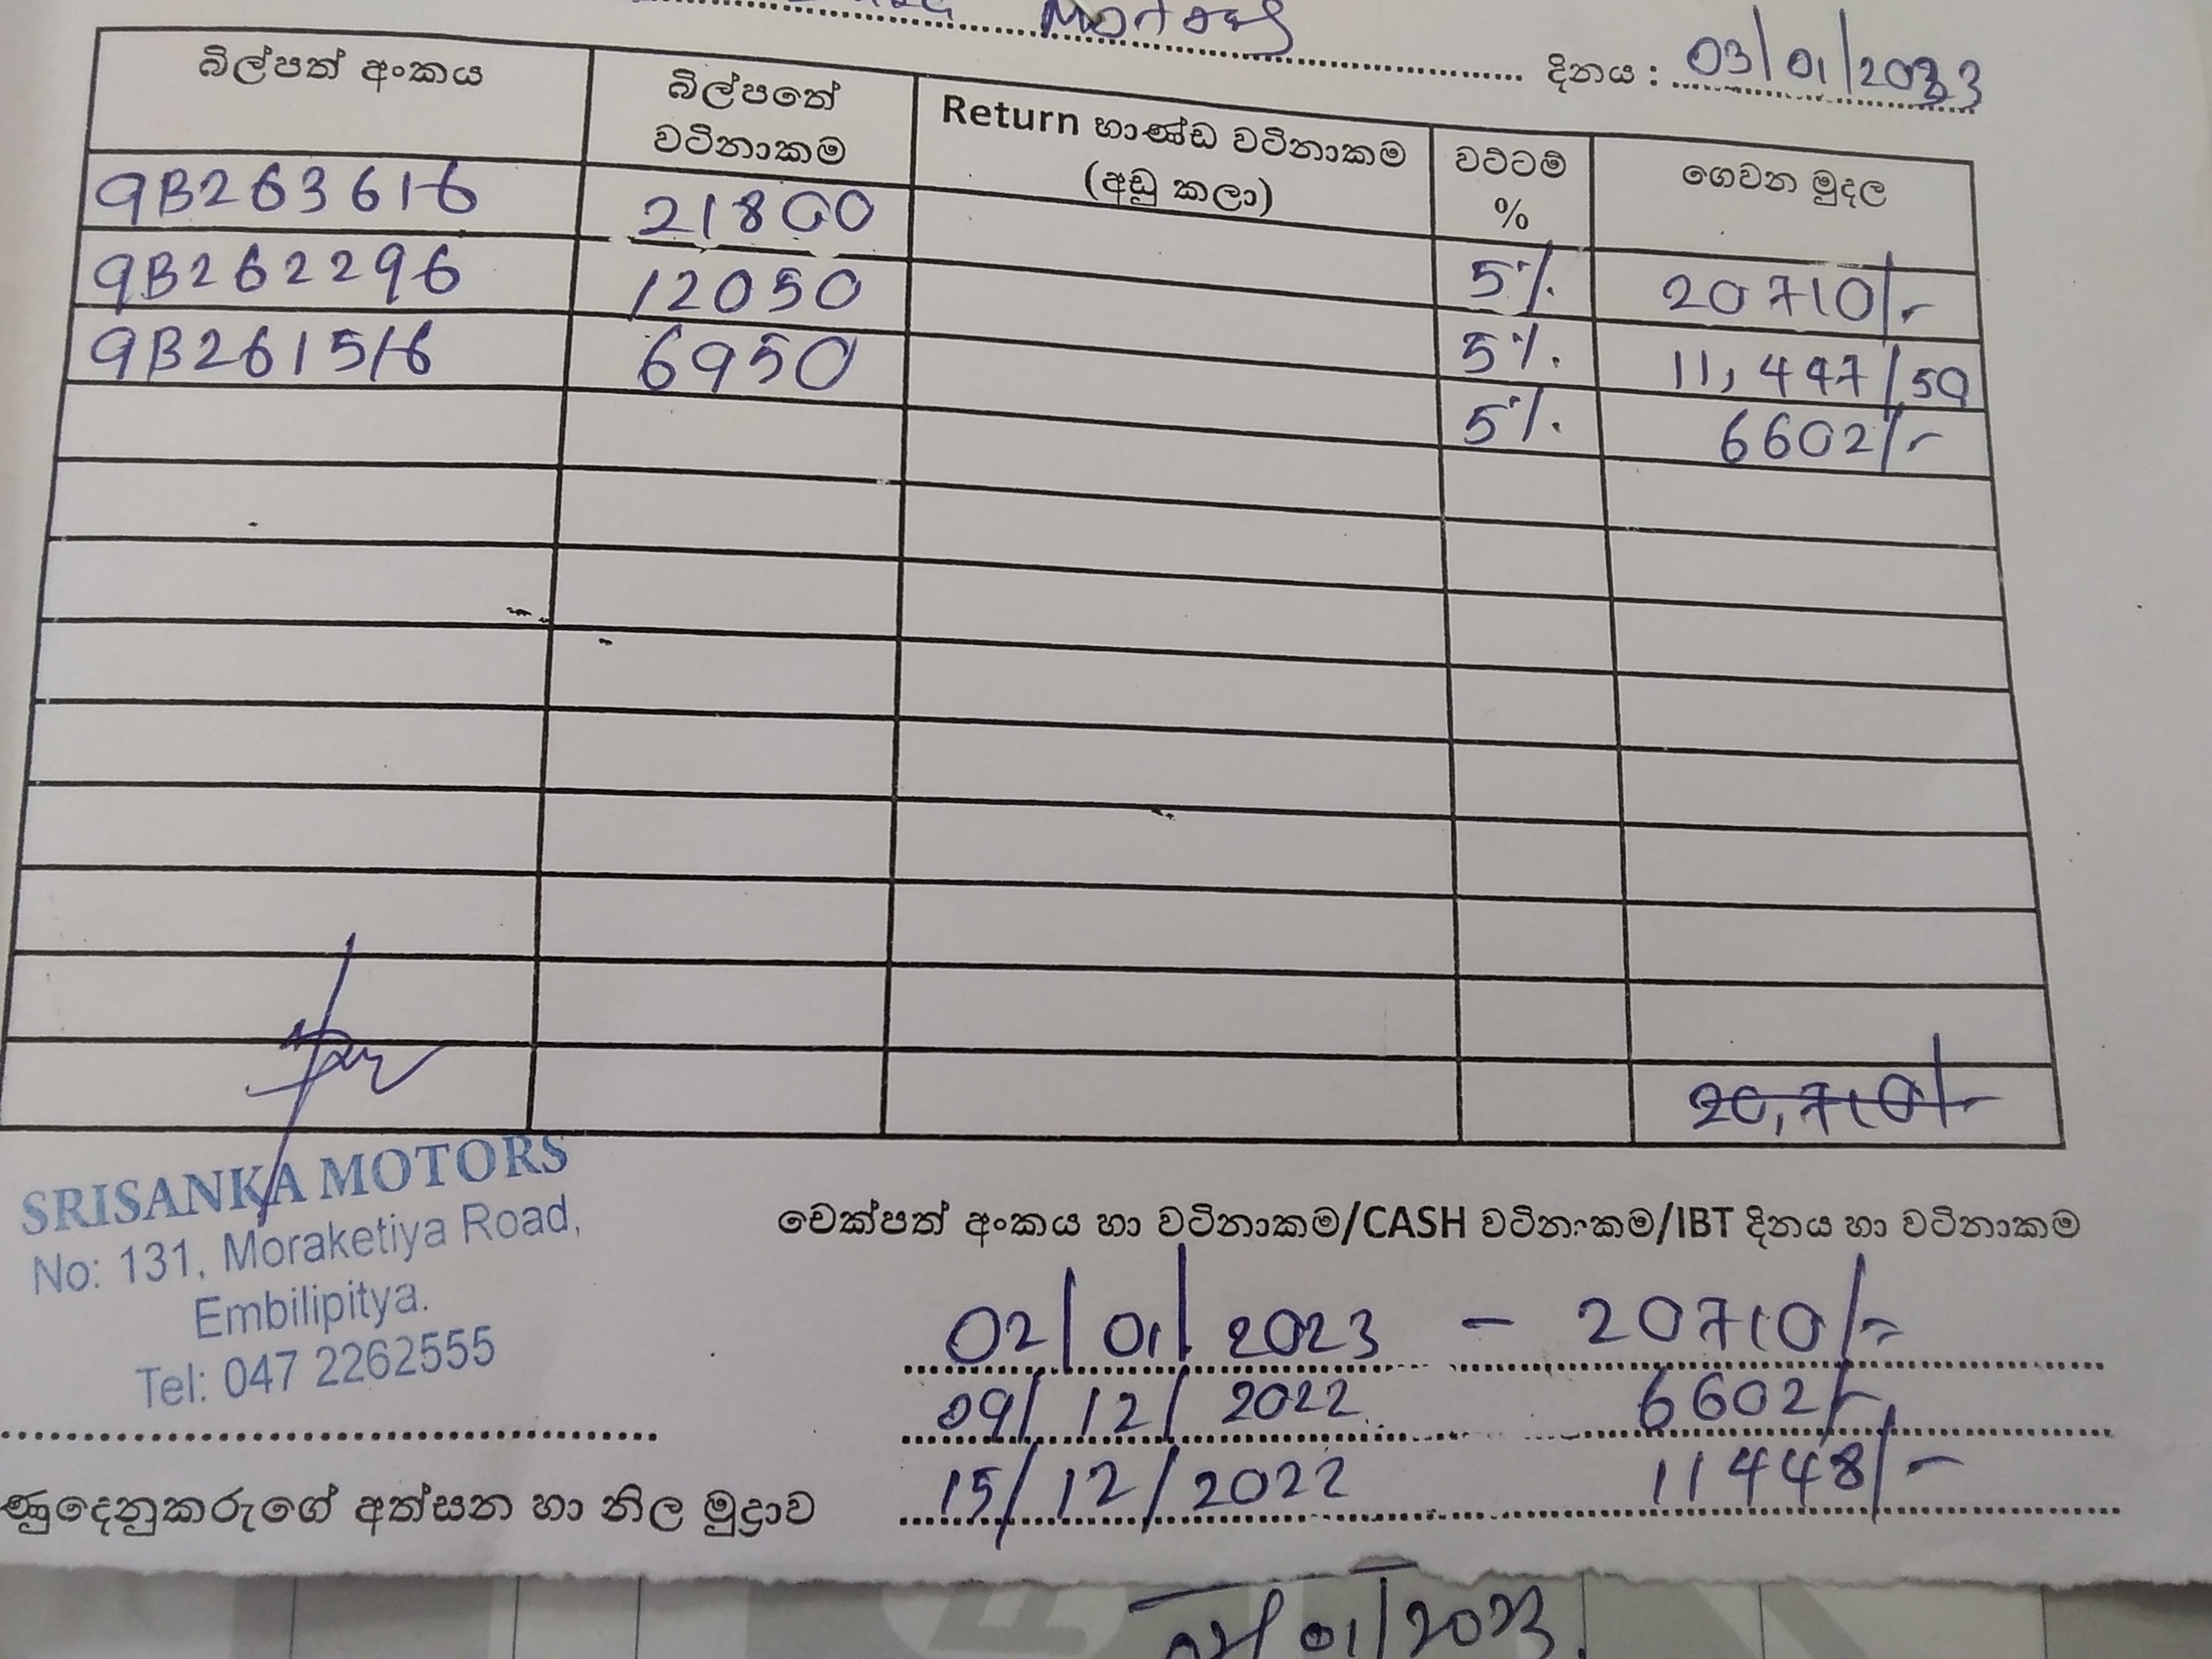 Motors
දිනය : 03/01/2023
බිල්පත් අංකය බිල්පතේ වටිනාකම Return භාණ්ඩ වටිනාකම (අඩු කලා) වට්ටම් % ගෙවන මුදල
9B263616 21800 5% 20710/-
9B262296 12050 5% 11,447/50
9B261516 6950 5% 6602/-
20,710/-
SRISANKA MOTORS
No: 131, Moraketiya Road,
Embilipitya.
Tel: 047 2262555
චෙක්පත් අංකය හා වටිනාකම/CASH වටිනාකම/IBT දිනය හා වටිනාකම
02/01/2023 - 20710/=
09/12/2022 6602/-
15/12/2022 11448/-
ණුදෙනුකරුගේ අත්සන හා නිල මුද්‍රාව
/01/2023